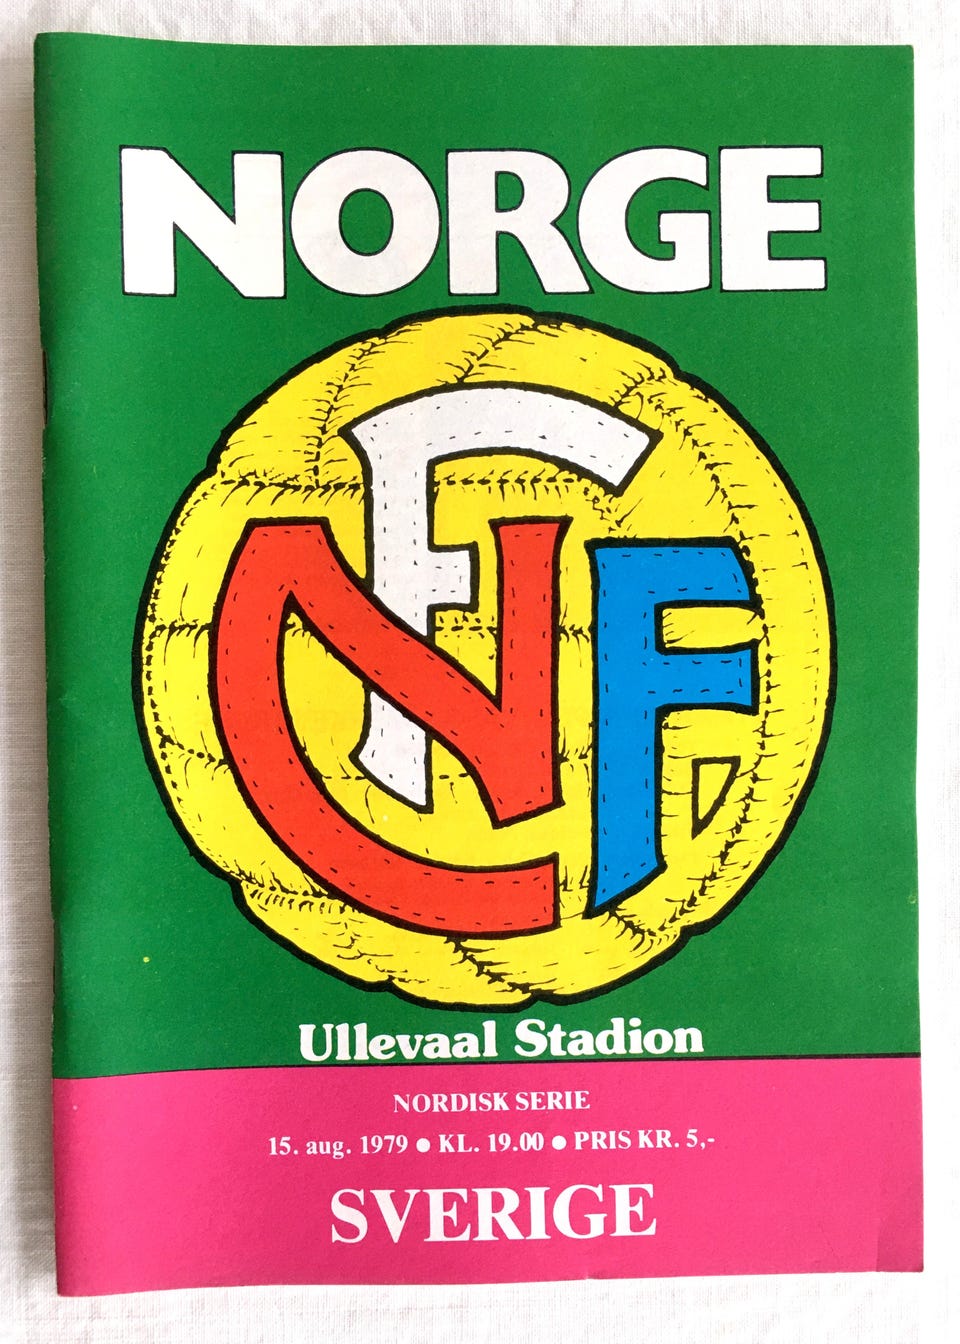 NORGE
NFF
Ullevaal Stadion
NORDISK SERIE
15. aug. 1979 ● KL. 19.00 ● PRIS KR. 5,-
SVERIGE